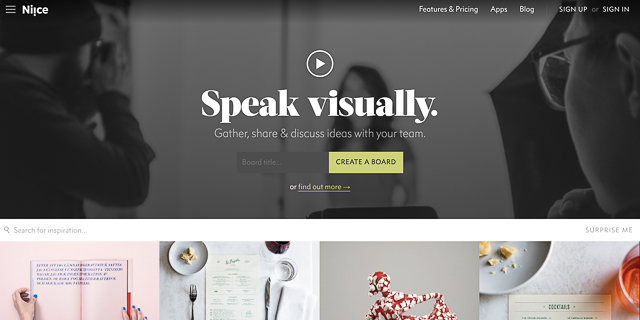 Niice
Features & Pricing Apps Blog SIGN UP or SIGN IN
Speak visually.
Gather, share & discuss ideas with your team.
Board title...
CREATE A BOARD
or find out more →
Search for inspiration...
SURPRISE ME
COCKTAILS